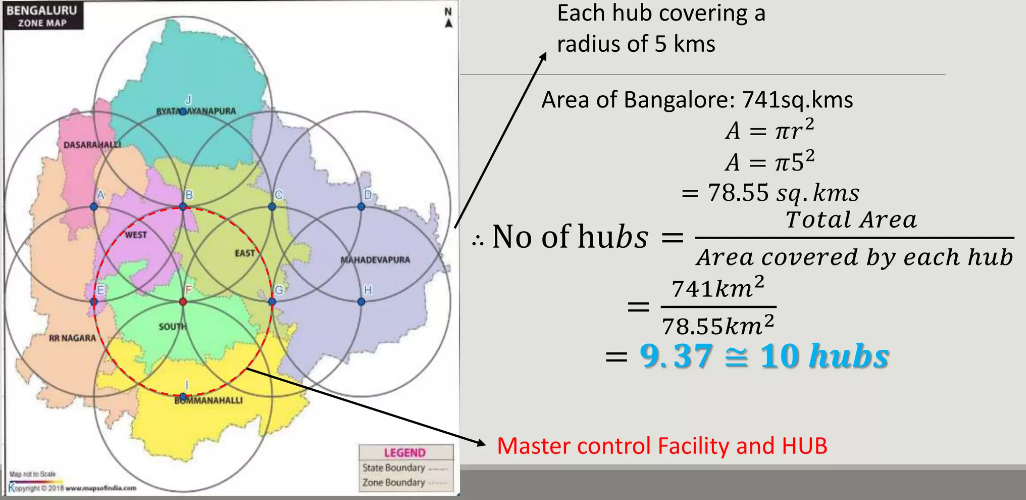 BENGALURU
ZONE MAP
N
J
BYATARAYANAPURA
DASARAHALLI
A
B
C
D
WEST
EAST
MAHADEVAPURA
E
F
G
H
SOUTH
RR NAGARA
I
BOMMANAHALLI
LEGEND
State Boundary
Zone Boundary
Map not to Scale
Kopyright © 2018 www.mapsofindia.com
Each hub covering a
radius of 5 kms
Area of Bangalore: 741sq.kms
A = πr²
A = π5²
= 78.55 sq.kms
∴ No of hubs = Total Area
Area covered by each hub
= 741km²
78.55km²
= 9.37 ≅ 10 hubs
Master control Facility and HUB